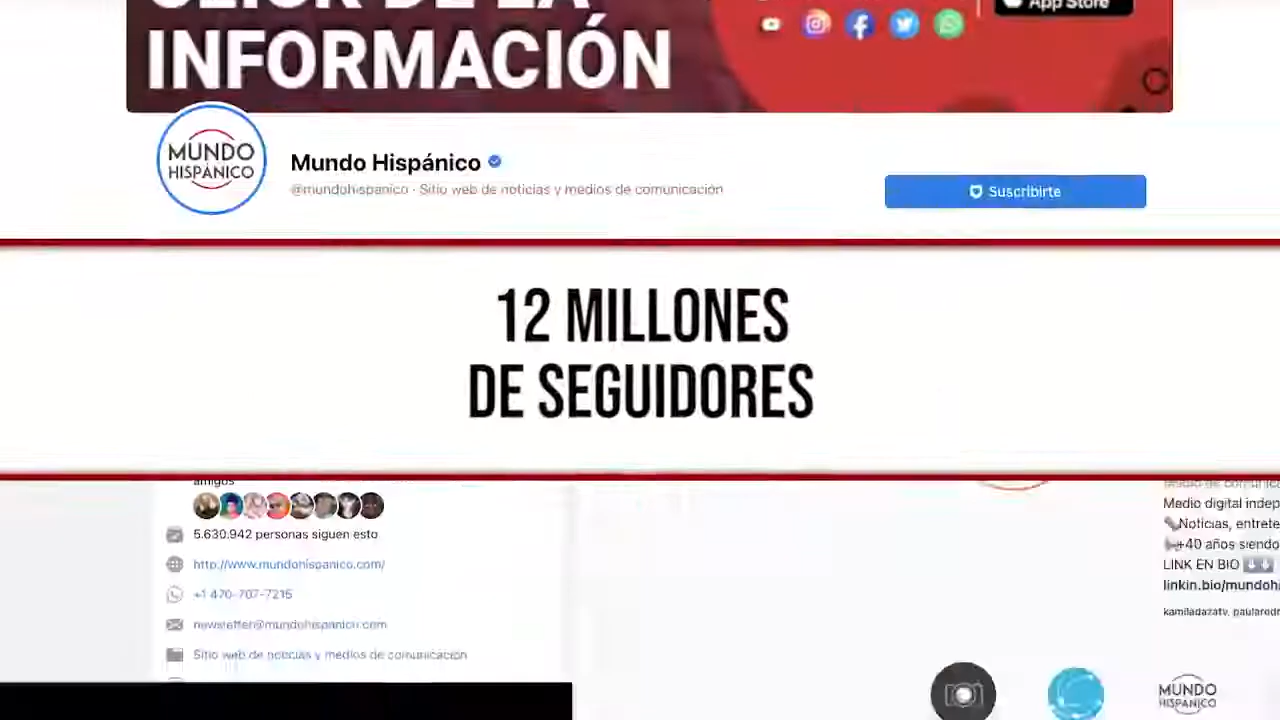 CLICK DE LA
INFORMACIÓN
App Store
MUNDO
HISPÁNICO
Mundo Hispánico
@mundohispanico · Sitio web de noticias y medios de comunicación
Suscribirte
12 MILLONES
DE SEGUIDORES
amigos
5.630.942 personas siguen esto
http://www.mundohispanico.com/
+1 470-707-7215
newsletter@mundohispanico.com
Sitio web de noticias y medios de comunicación
Medio digital indep
Noticias, entrete
+40 años siendo
LINK EN BIO
linkin.bio/mundohi
MUNDO
HISPÁNICO